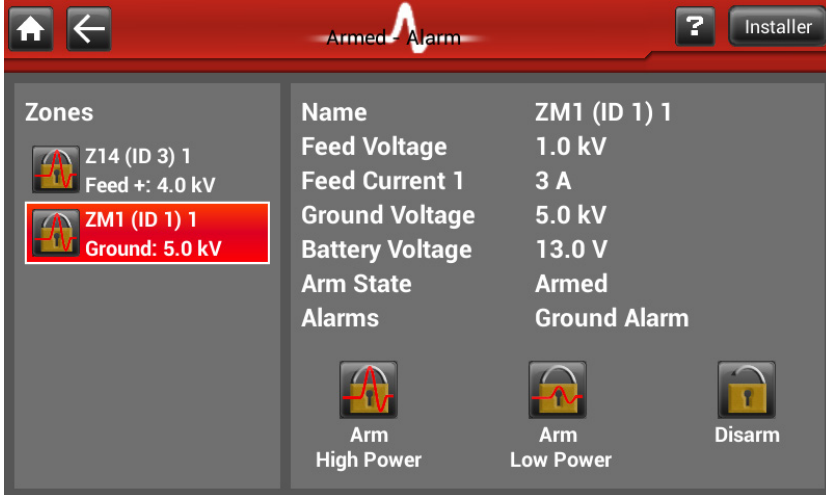 Armed - Alarm
?
Installer
Zones
Z14 (ID 3) 1
Feed +: 4.0 kV
ZM1 (ID 1) 1
Ground: 5.0 kV
Name ZM1 (ID 1) 1
Feed Voltage 1.0 kV
Feed Current 1 3 A
Ground Voltage 5.0 kV
Battery Voltage 13.0 V
Arm State Armed
Alarms Ground Alarm
Arm
High Power
Arm
Low Power
Disarm